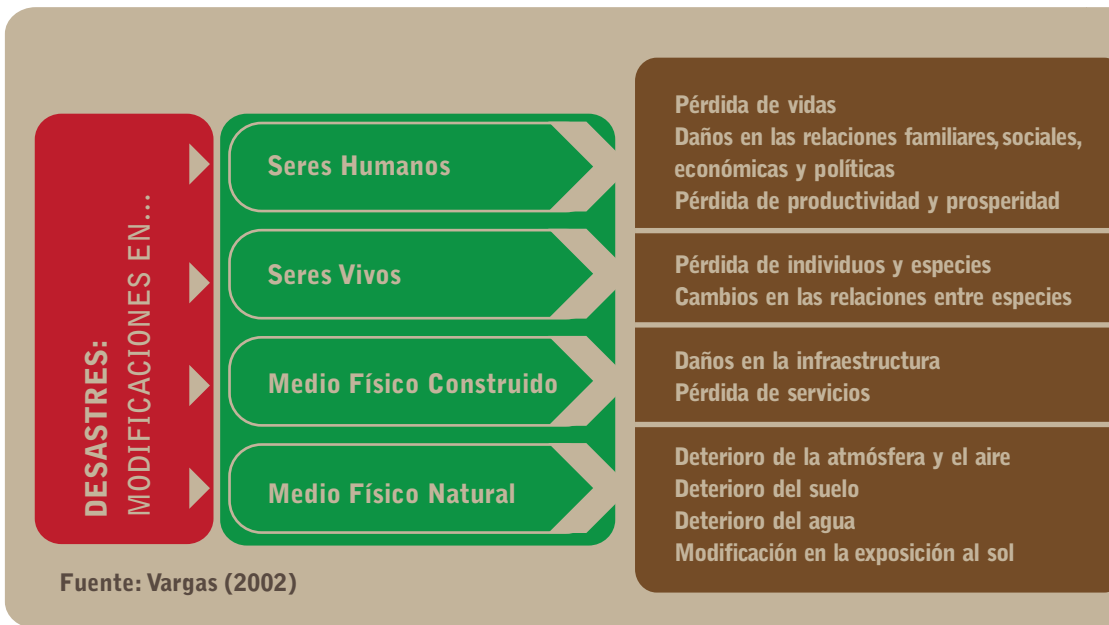 DESASTRES:
MODIFICACIONES EN...
Seres Humanos
Pérdida de vidas
Daños en las relaciones familiares, sociales,
económicas y políticas
Pérdida de productividad y prosperidad
Seres Vivos
Pérdida de individuos y especies
Cambios en las relaciones entre especies
Medio Físico Construido
Daños en la infraestructura
Pérdida de servicios
Medio Físico Natural
Deterioro de la atmósfera y el aire
Deterioro del suelo
Deterioro del agua
Modificación en la exposición al sol
Fuente: Vargas (2002)